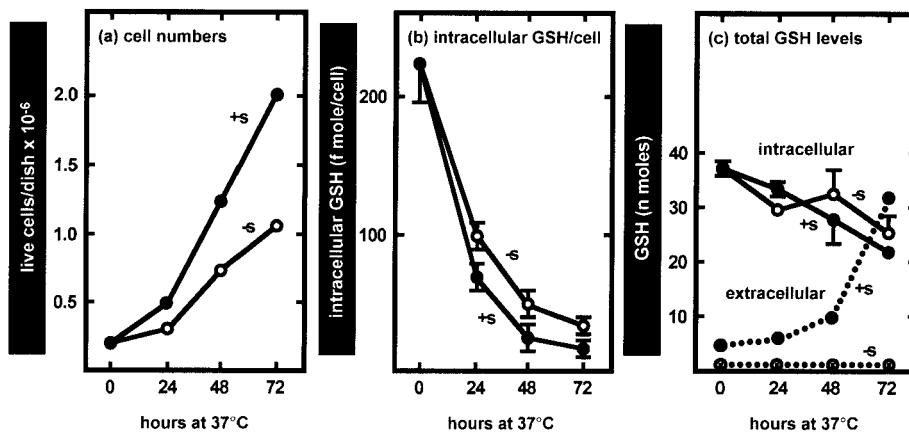 (a) cell numbers
live cells/dish x 10⁻⁶
2.0
1.5
1.0
0.5
+s
-s
0 24 48 72
hours at 37°C
(b) intracellular GSH/cell
intracellular GSH (f mole/cell)
200
100
-s
+s
0 24 48 72
hours at 37°C
(c) total GSH levels
GSH (n moles)
40
30
20
10
intracellular
-s
+s
extracellular
+s
-s
0 24 48 72
hours at 37°C